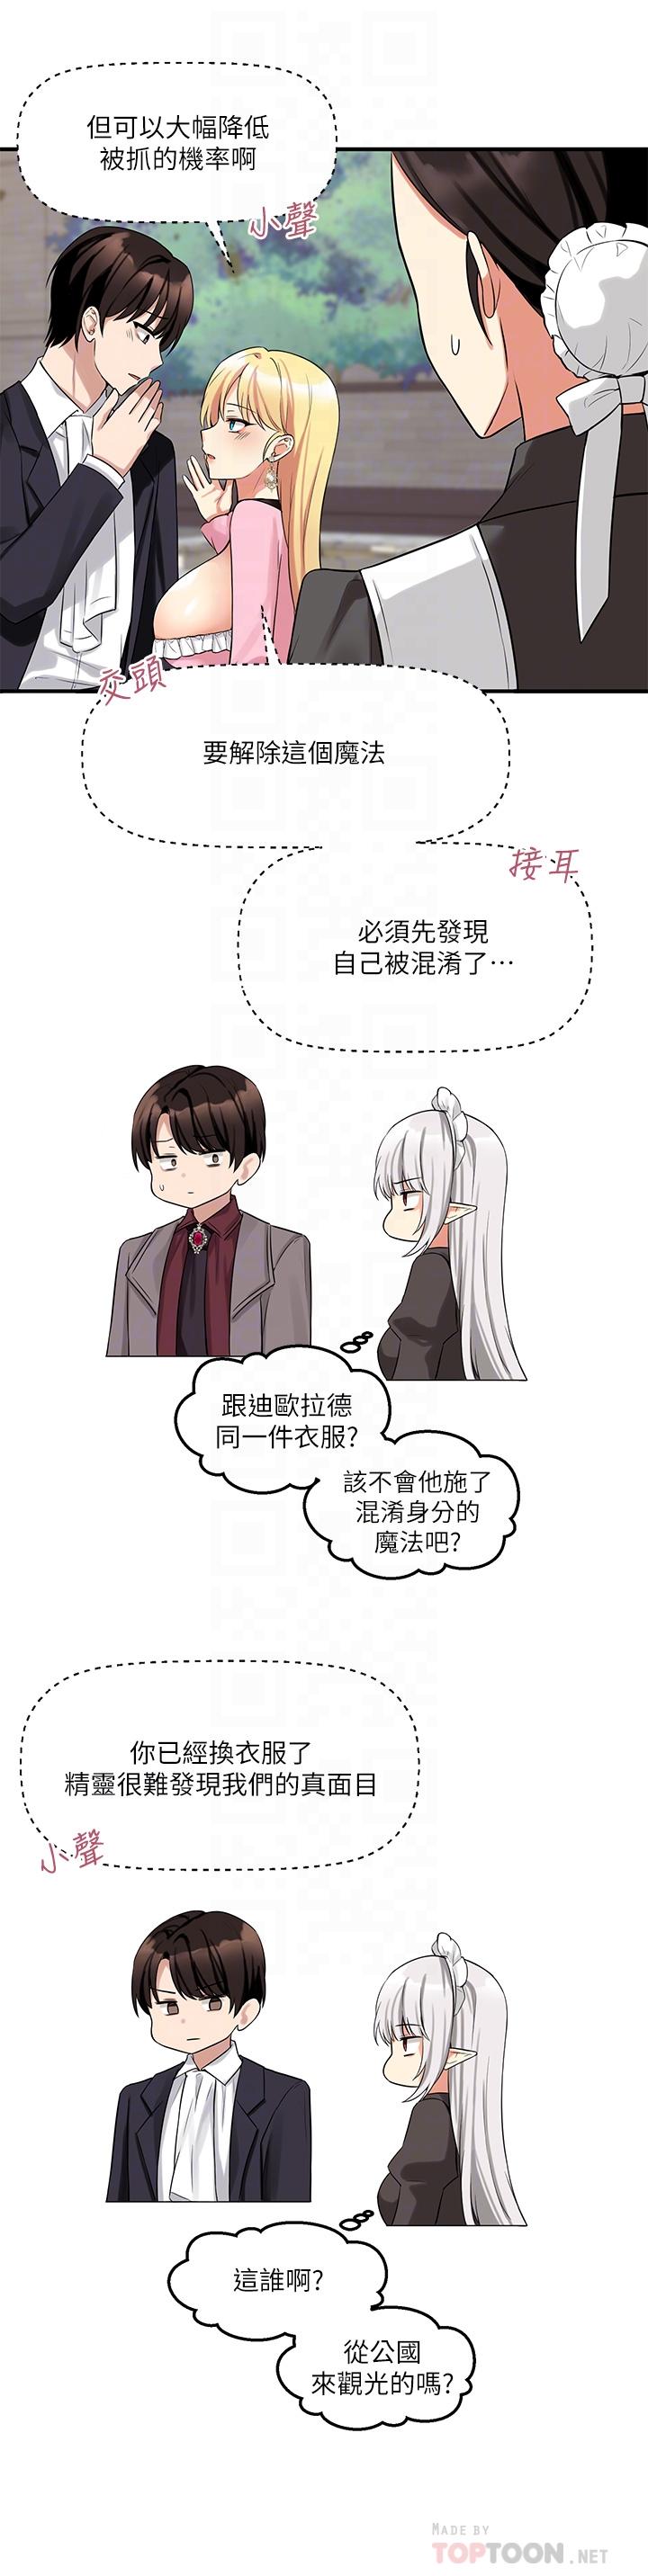 但可以大幅降低
被抓的機率啊
小聲
交頭
要解除這個魔法
接耳
必須先發現
自己被混淆了…
跟迪歐拉德
同一件衣服?
該不會他施了
混淆身分的
魔法吧?
你已經換衣服了
精靈很難發現我們的真面目
小聲
這誰啊?
從公國
來觀光的嗎?
MADE BY
TOPTOON.NET